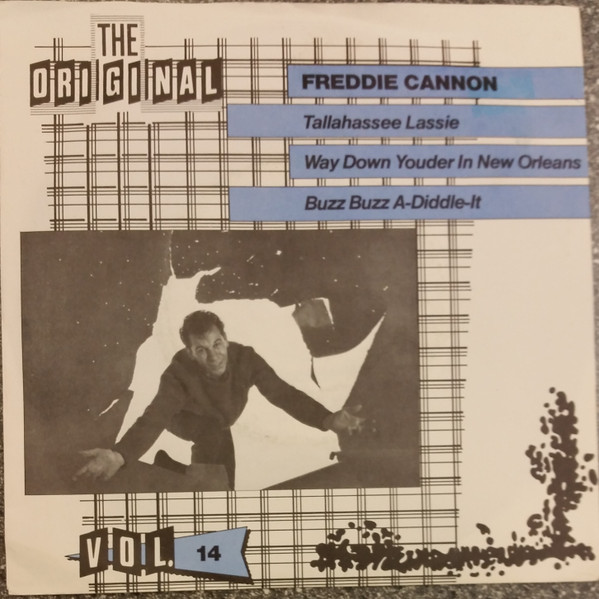 THE
ORIGINAL
FREDDIE CANNON
Tallahassee Lassie
Way Down Youder In New Orleans
Buzz Buzz A-Diddle-It
VOL. 14